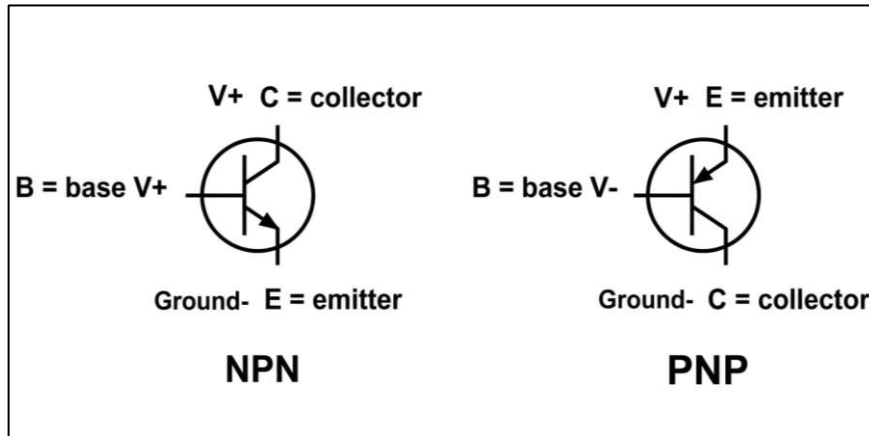 V+ C = collector
B = base V+
Ground- E = emitter
NPN
V+ E = emitter
B = base V-
Ground- C = collector
PNP